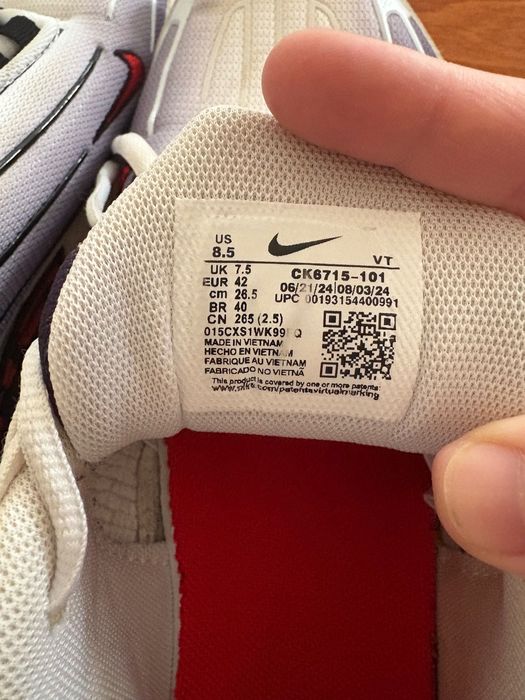 US
8.5
VT
UK 7.5
EUR 42
cm 26.5
BR 40
CN 265 (2.5)
CK6715-101
06/21/24 08/03/24
UPC 00193154400991
MADE IN VIETNAM
HECHO EN VIETNAM
FABRIQUE AU VIETNAM
FABRICADO NO VIETNÃ
This product is covered by one or more patents: